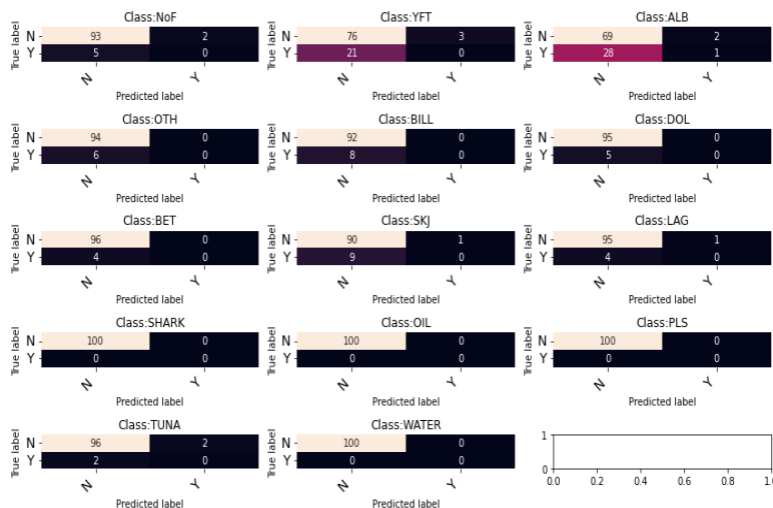 Class:NoF Class:YFT Class:ALB
True label N 93 2 True label N 76 3 True label N 69 2
Y 5 0 Y 21 0 Y 28 1
N Y N Y N Y
Predicted label Predicted label Predicted label
Class:OTH Class:BILL Class:DOL
True label N 94 0 True label N 92 0 True label N 95 0
Y 6 0 Y 8 0 Y 5 0
N Y N Y N Y
Predicted label Predicted label Predicted label
Class:BET Class:SKJ Class:LAG
True label N 96 0 True label N 90 1 True label N 95 1
Y 4 0 Y 9 0 Y 4 0
N Y N Y N Y
Predicted label Predicted label Predicted label
Class:SHARK Class:OIL Class:PLS
True label N 100 0 True label N 100 0 True label N 100 0
Y 0 0 Y 0 0 Y 0 0
N Y N Y N Y
Predicted label Predicted label Predicted label
Class:TUNA Class:WATER
True label N 96 2 True label N 100 0 1
Y 2 0 Y 0 0 0
N Y N Y 0.0 0.2 0.4 0.6 0.8 1.0
Predicted label Predicted label